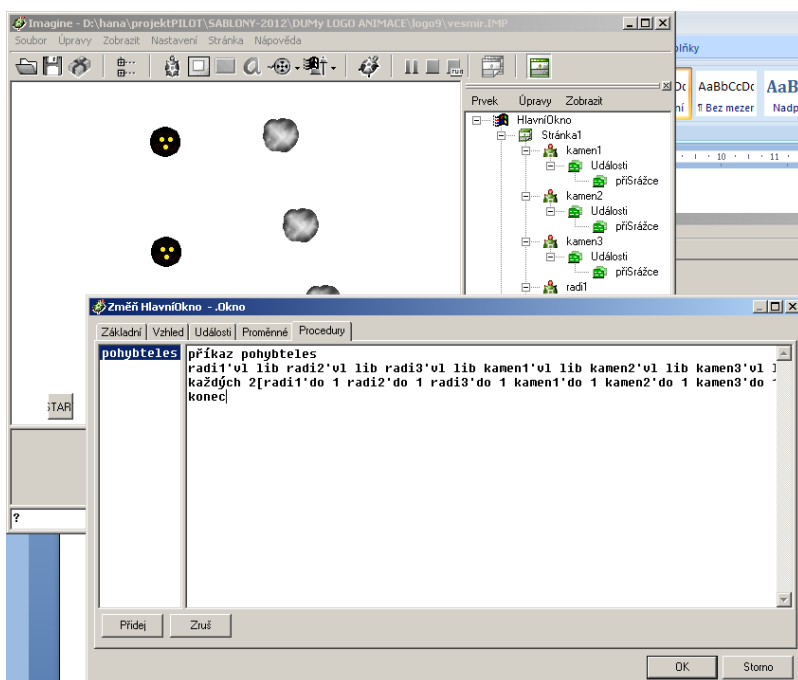 Imagine - D:\hana\projektPILOT\SABLONY-2012\DUMy LOGO ANIMACE\logo9\vesmir.IMP
Soubor Úpravy Zobrazit Nastavení Stránka Nápověda
Prvek Úpravy Zobrazit
HlavníOkno
Stránka1
kamen1
Události
přiSrážce
kamen2
Události
přiSrážce
kamen3
Události
přiSrážce
radi1
AaBbCcDc AaB
¶ Bez mezer Nadp
10 11
STAR
?
Změň HlavníOkno - .Okno
Základní Vzhled Události Proměnné Procedury
pohybteles
příkaz pohybteles
radi1'vl lib radi2'vl lib radi3'vl lib kamen1'vl lib kamen2'vl lib kamen3'vl
každých 2[radi1'do 1 radi2'do 1 radi3'do 1 kamen1'do 1 kamen2'do 1 kamen3'do
konec
Přidej Zruš
OK Storno